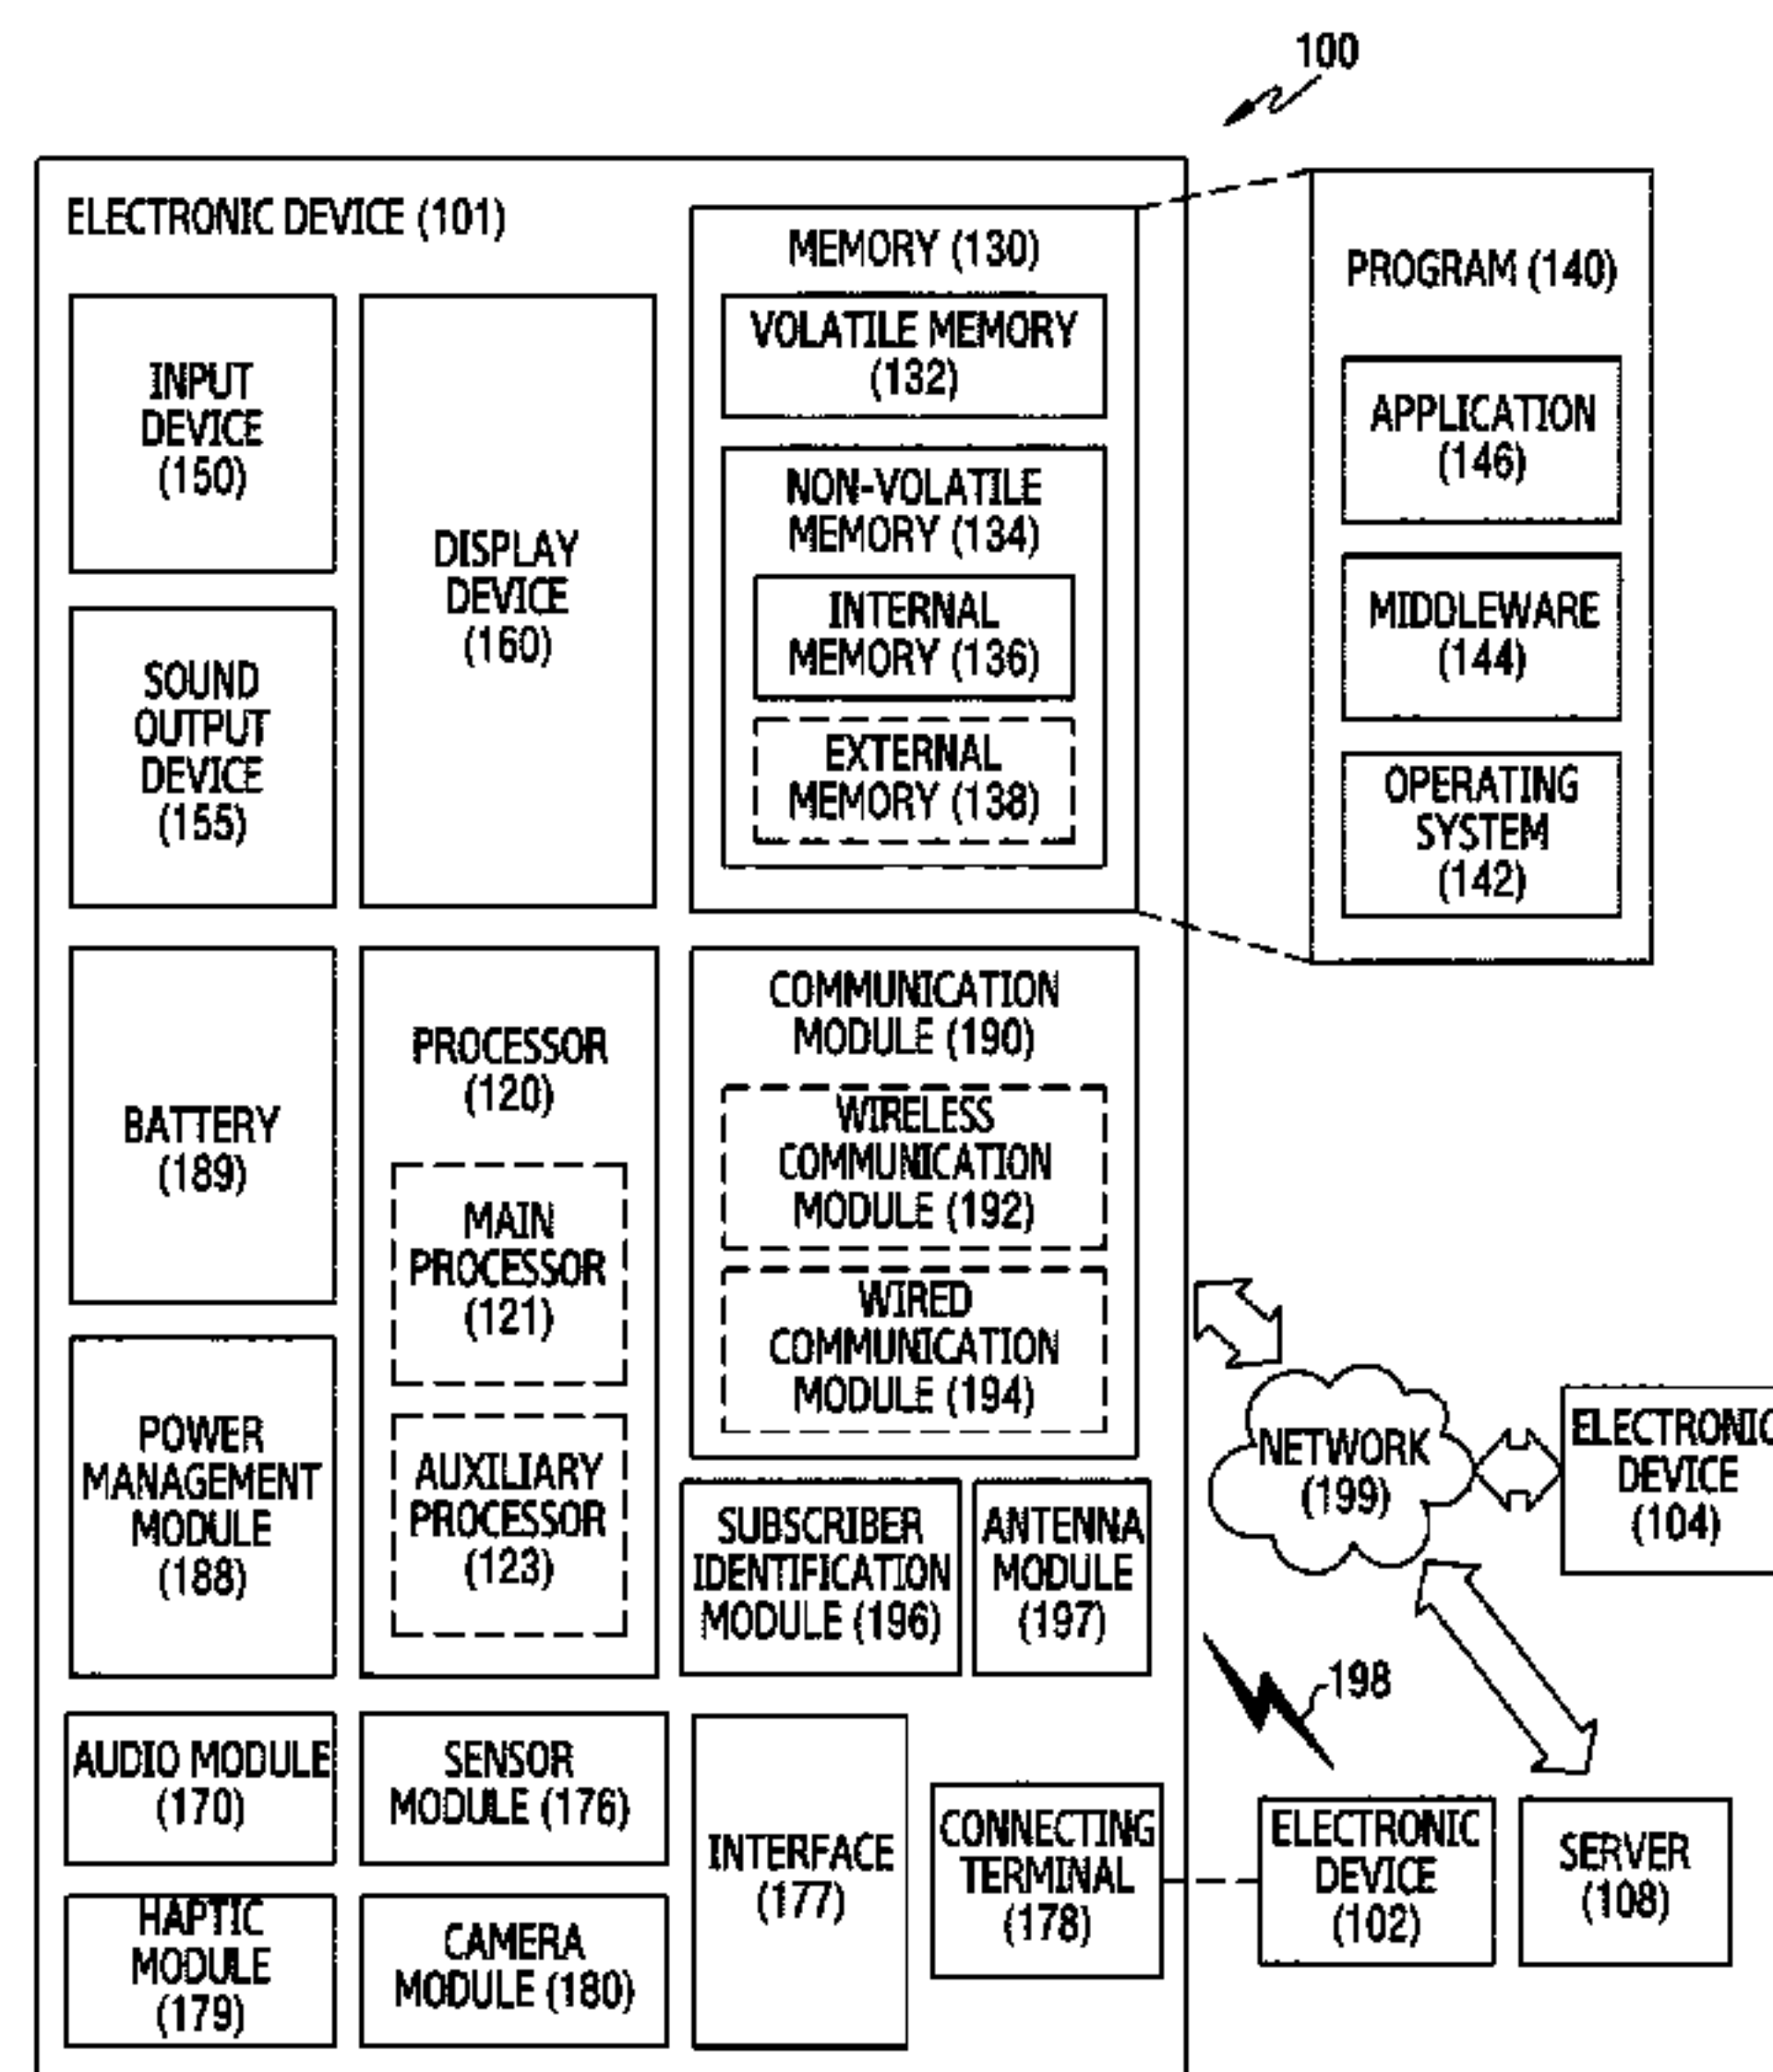 100
ELECTRONIC DEVICE (101)
INPUT
DEVICE
(150)
DISPLAY
DEVICE
(160)
SOUND
OUTPUT
DEVICE
(155)
MEMORY (130)
VOLATILE MEMORY
(132)
NON-VOLATILE
MEMORY (134)
INTERNAL
MEMORY (136)
EXTERNAL
MEMORY (138)
PROGRAM (140)
APPLICATION
(146)
MIDDLEWARE
(144)
OPERATING
SYSTEM
(142)
BATTERY
(189)
POWER
MANAGEMENT
MODULE
(188)
PROCESSOR
(120)
MAIN
PROCESSOR
(121)
AUXILIARY
PROCESSOR
(123)
COMMUNICATION
MODULE (190)
WIRELESS
COMMUNICATION
MODULE (192)
WIRED
COMMUNICATION
MODULE (194)
SUBSCRIBER
IDENTIFICATION
MODULE (196)
ANTENNA
MODULE
(197)
NETWORK
(199)
ELECTRONIC
DEVICE
(104)
198
AUDIO MODULE
(170)
SENSOR
MODULE (176)
HAPTIC
MODULE
(179)
CAMERA
MODULE (180)
INTERFACE
(177)
CONNECTING
TERMINAL
(178)
ELECTRONIC
DEVICE
(102)
SERVER
(108)